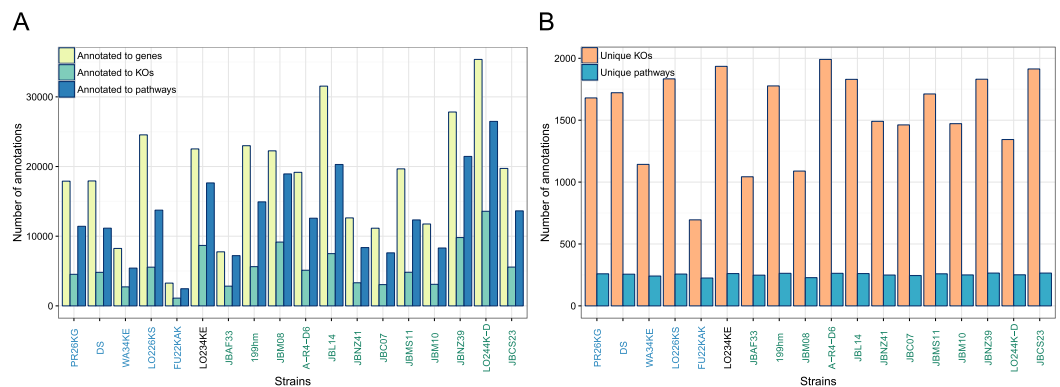 A
Annotated to genes
Annotated to KOs
Annotated to pathways
Number of annotations
30000
20000
10000
0
PR26KG
DS
WA34KE
LO226KS
FU22KAK
LO234KE
JBAF33
199hm
JBM08
A-R4-D6
JBL14
JBNZ41
JBC07
JBMS11
JBM10
JBNZ39
LO244K-D
JBCS23
Strains
B
Unique KOs
Unique pathways
Number of annotations
2000
1500
1000
500
0
PR26KG
DS
WA34KE
LO226KS
FU22KAK
LO234KE
JBAF33
199hm
JBM08
A-R4-D6
JBL14
JBNZ41
JBC07
JBMS11
JBM10
JBNZ39
LO244K-D
JBCS23
Strains